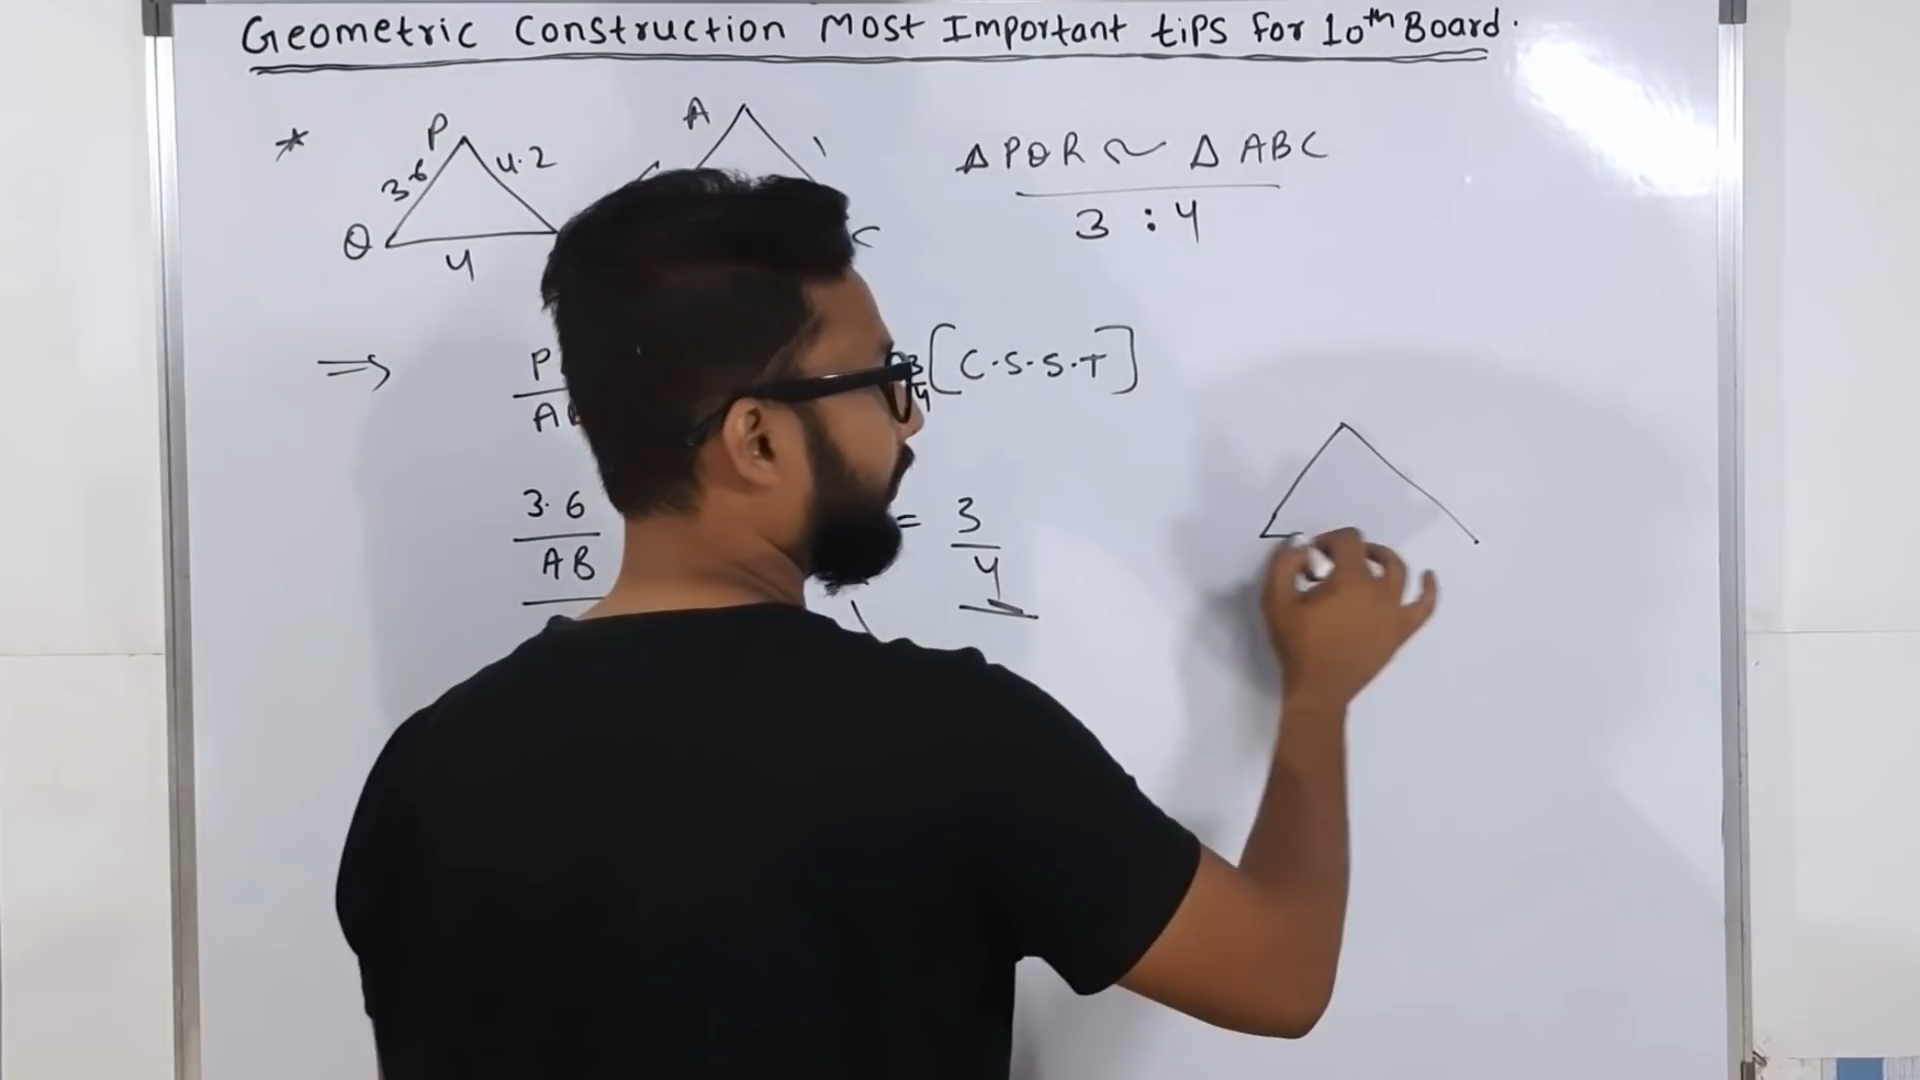 Geometric Construction Most Important tips for 10th Board.
* P A
3.6 4.2
Q 4 C
Δ PQR ~ Δ ABC
3 : 4
⇒ P 3/4 [C.S.S.T]
A
3.6/AB = 3/4